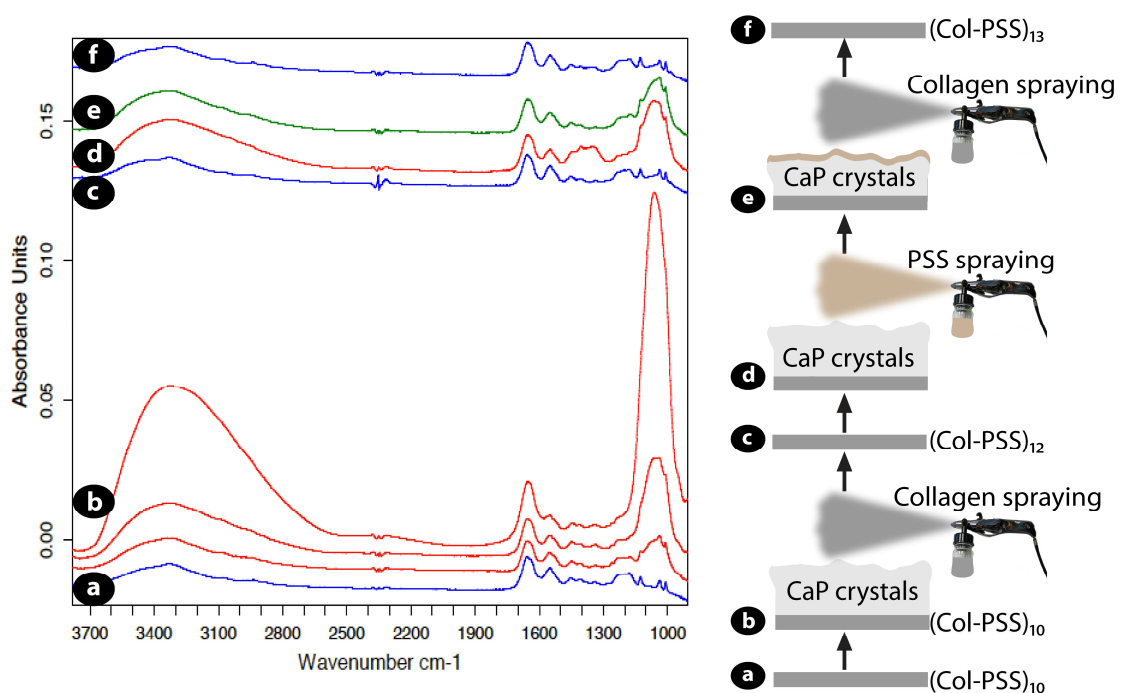 f
e
d
c
b
a
0.15
0.10
0.05
0.00
Absorbance Units
3700 3400 3100 2800 2500 2200 1900 1600 1300 1000
Wavenumber cm-1
f (Col-PSS)₁₃
Collagen spraying
CaP crystals
e
PSS spraying
CaP crystals
d
c (Col-PSS)₁₂
Collagen spraying
CaP crystals
b (Col-PSS)₁₀
a (Col-PSS)₁₀